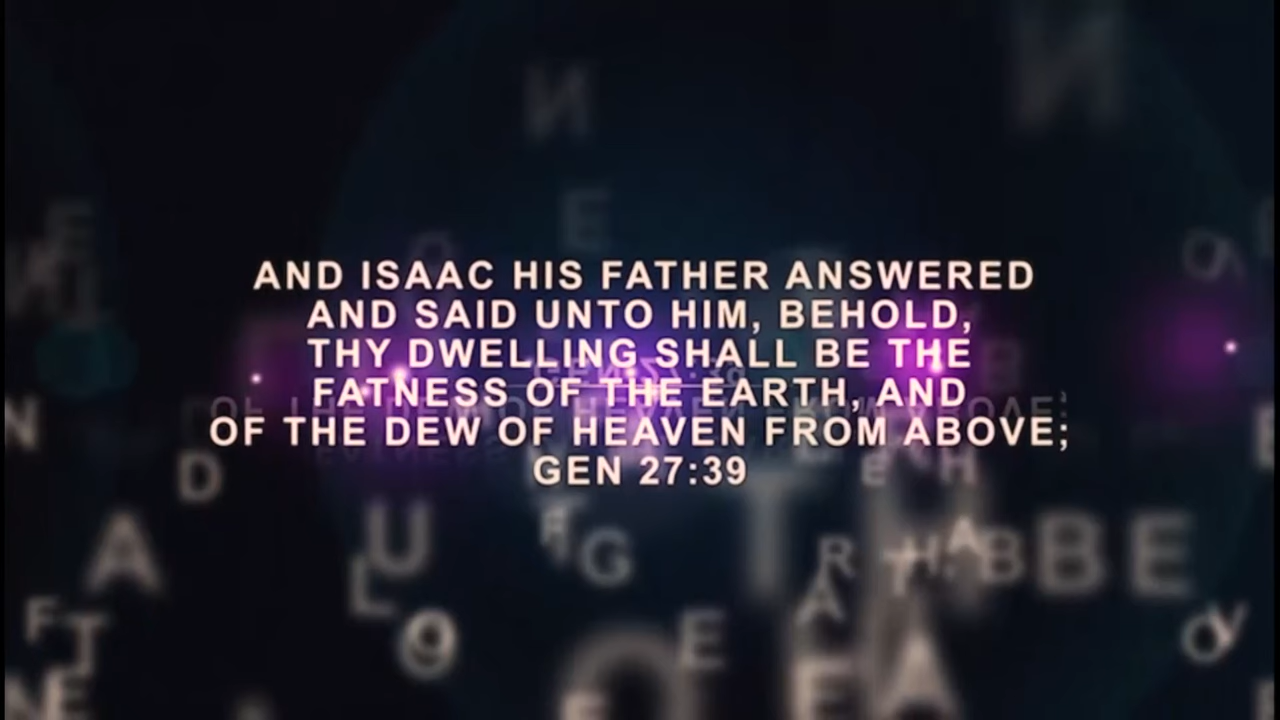 AND ISAAC HIS FATHER ANSWERED
AND SAID UNTO HIM, BEHOLD,
THY DWELLING SHALL BE THE
FATNESS OF THE EARTH, AND
OF THE DEW OF HEAVEN FROM ABOVE;
GEN 27:39